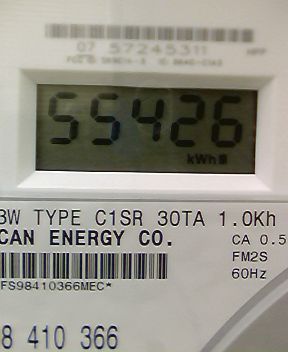 07 57245311
55426
kWh
3W TYPE C1SR 30TA 1.0Kh
CAN ENERGY CO.
CA 0.5
FM2S
60Hz
FS98410366MEC*
8 410 366